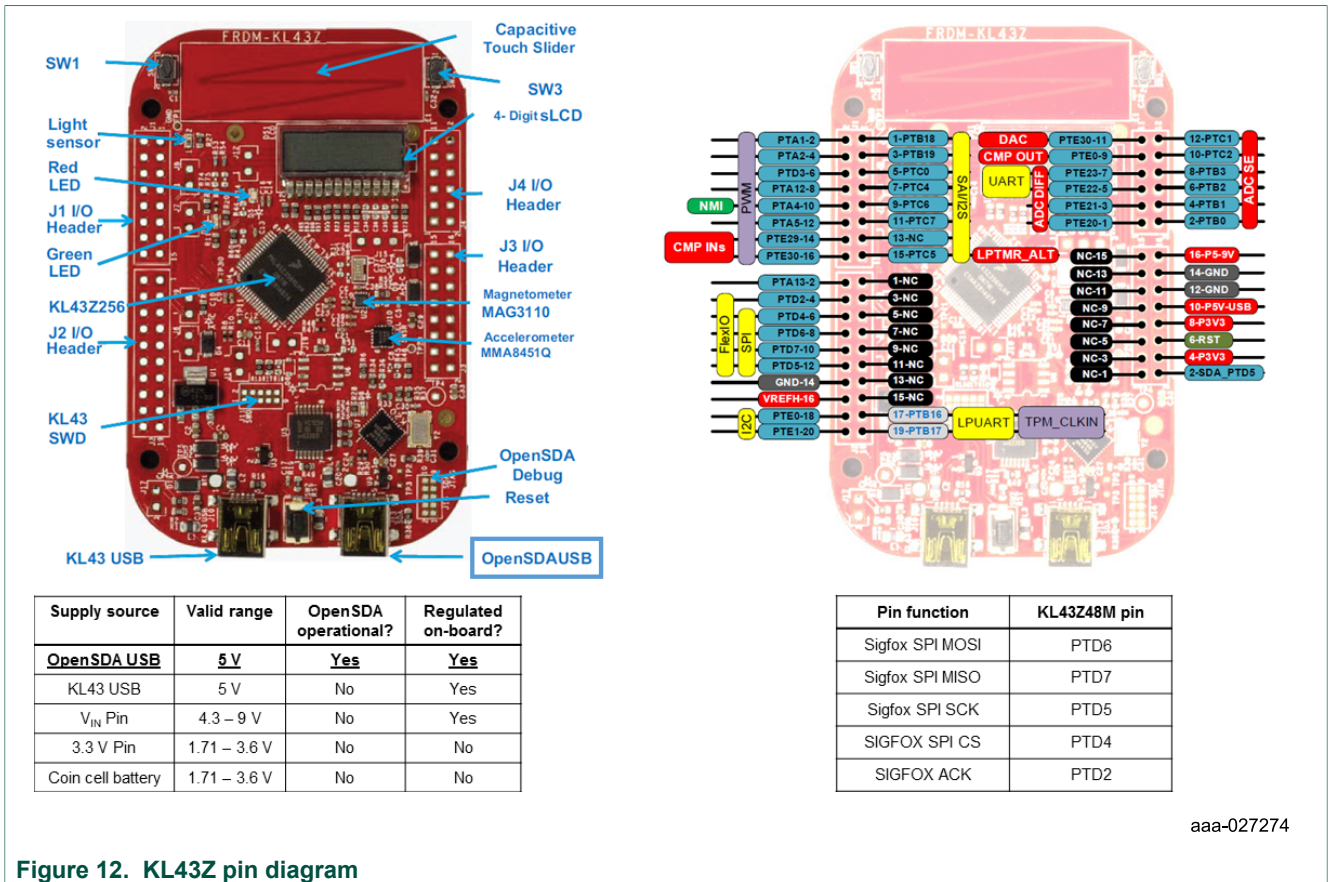 Capacitive
Touch Slider
SW1
SW3
4- Digit sLCD
Light
sensor
Red
LED
J1 I/O
Header
Green
LED
KL43Z256
J2 I/O
Header
KL43
SWD
J4 I/O
Header
J3 I/O
Header
Magnetometer
MAG3110
Accelerometer
MMA8451Q
OpenSDA
Debug
Reset
KL43 USB
OpenSDAUSB
FRDM-KL43Z
FRDM-KL43Z
PWM
NMI
CMP INs
PTA1-2
PTA2-4
PTD3-6
PTA12-8
PTA4-10
PTA5-12
PTE29-14
PTE30-16
1-PTB18
3-PTB19
5-PTC0
7-PTC4
9-PTC6
11-PTC7
13-NC
15-PTC5
SAI/I2S
LPTMR_ALT
DAC
CMP OUT
UART
ADC DIFF
PTE30-11
PTE0-9
PTE23-7
PTE22-5
PTE21-3
PTE20-1
12-PTC1
10-PTC2
8-PTB3
6-PTB2
4-PTB1
2-PTB0
ADC SE
FlexIO
SPI
I2C
PTA13-2
PTD2-4
PTD4-6
PTD6-8
PTD7-10
PTD5-12
GND-14
VREFH-16
PTE0-18
PTE1-20
1-NC
3-NC
5-NC
7-NC
9-NC
11-NC
13-NC
15-NC
17-PTB16
19-PTB17
LPUART
TPM_CLKIN
NC-15
NC-13
NC-11
NC-9
NC-7
NC-5
NC-3
NC-1
16-P5-9V
14-GND
12-GND
10-P5V-USB
8-P3V3
6-RST
4-P3V3
2-SDA_PTD5
Supply source Valid range OpenSDA operational? Regulated on-board?
OpenSDA USB 5 V Yes Yes
KL43 USB 5 V No Yes
VIN Pin 4.3 – 9 V No Yes
3.3 V Pin 1.71 – 3.6 V No No
Coin cell battery 1.71 – 3.6 V No No
Pin function KL43Z48M pin
Sigfox SPI MOSI PTD6
Sigfox SPI MISO PTD7
Sigfox SPI SCK PTD5
SIGFOX SPI CS PTD4
SIGFOX ACK PTD2
aaa-027274
Figure 12. KL43Z pin diagram